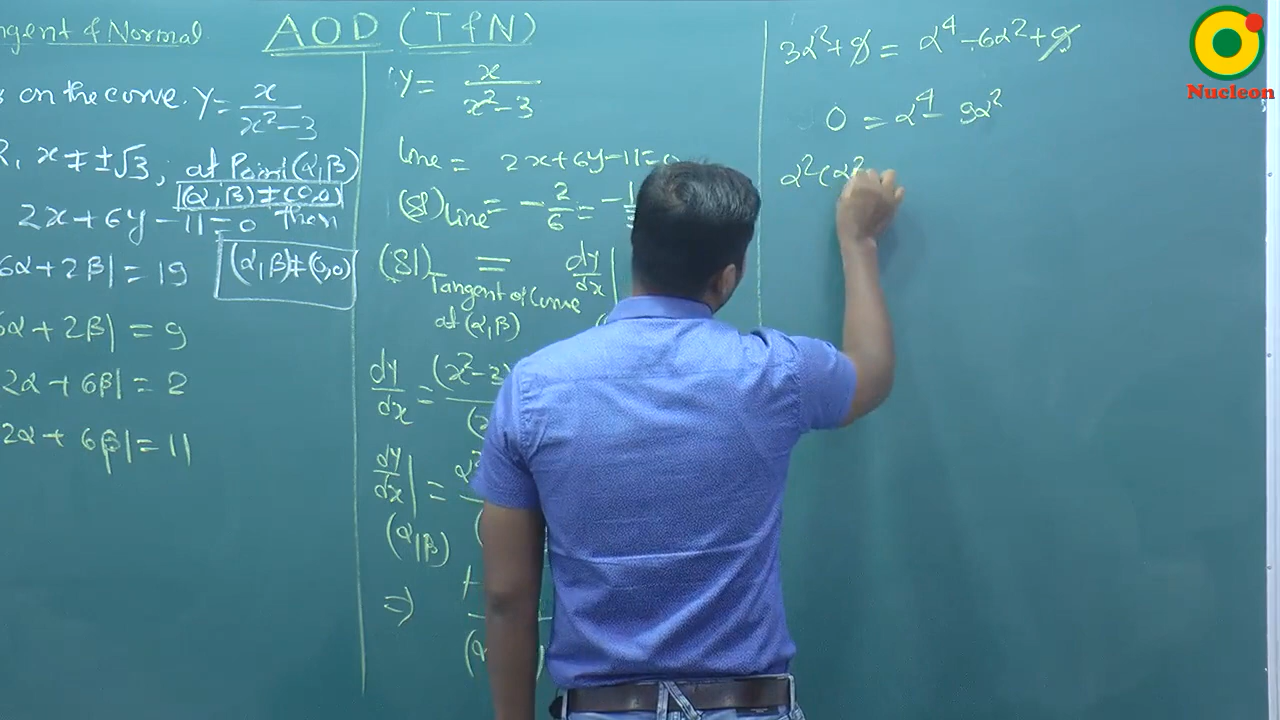 AOD (T & N)
ngent & Normal
on the curve. y = x/(x²-3)
R, x ≠ ±√3, at Point (α,β)
(α,β) ≠ (0,0)
2x + 6y - 11 = 0 then
6α + 2β| = 19
(α,β) ≠ (0,0)
6α + 2β| = 9
2α + 6β| = 2
2α + 6β| = 11
y = x/(x²-3)
line = 2x+6y-11=0
(Sl)line = -2/6 =
(Sl) = dy/dx|
Tangent of Curve
at (α,β)
dy/dx = (x²-3)
dy/dx| =
(α,β)
⇒
3α²+9 = α⁴-6α²+9
0 = α⁴ - 9α²
α²(α²
Nucleon